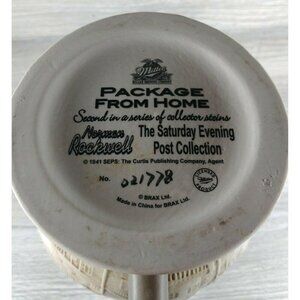 Miller
PACKAGE
FROM HOME
Second in a series of collector steins
Norman
Rockwell
The Saturday Evening
Post Collection
© 1941 SEPS: The Curtis Publishing Company, Agent
No. 021778
© BRAX Ltd.
Made in China for BRAX Ltd.